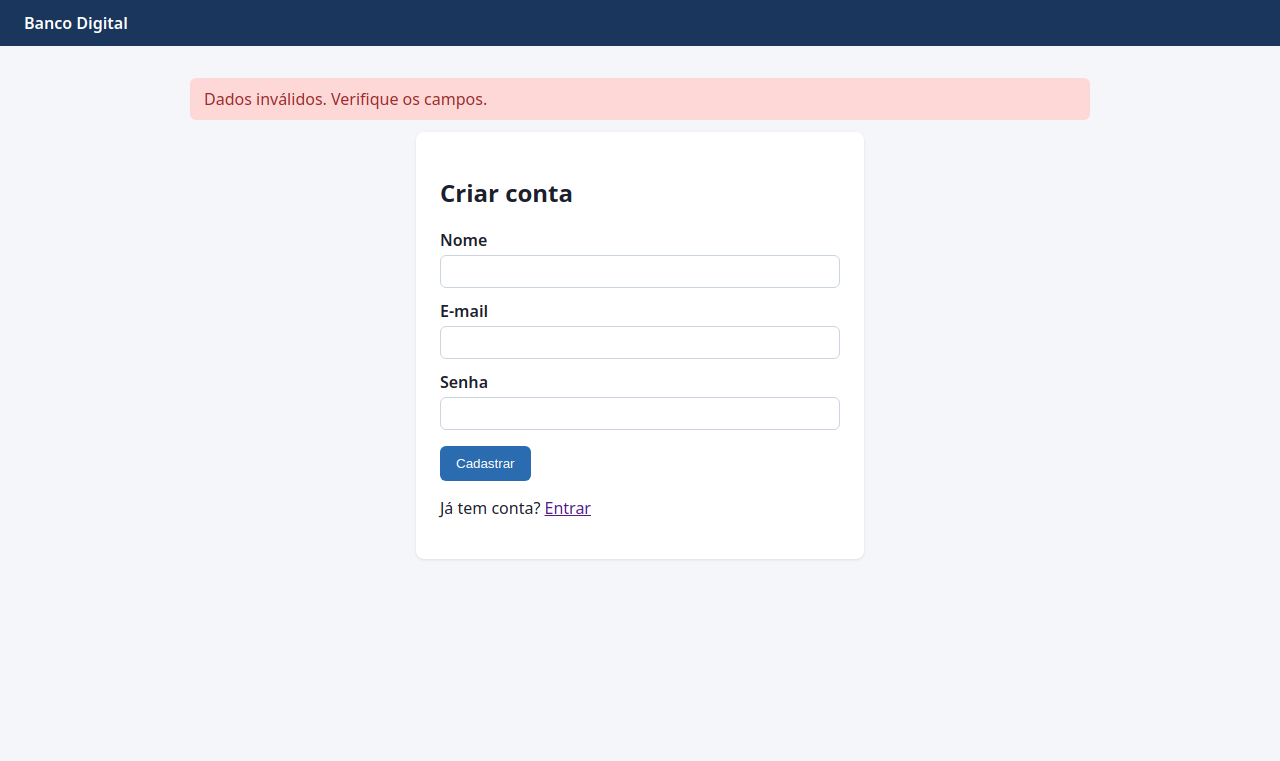 Banco Digital
Dados inválidos. Verifique os campos.
Criar conta
Nome
E-mail
Senha
Cadastrar
Já tem conta? Entrar